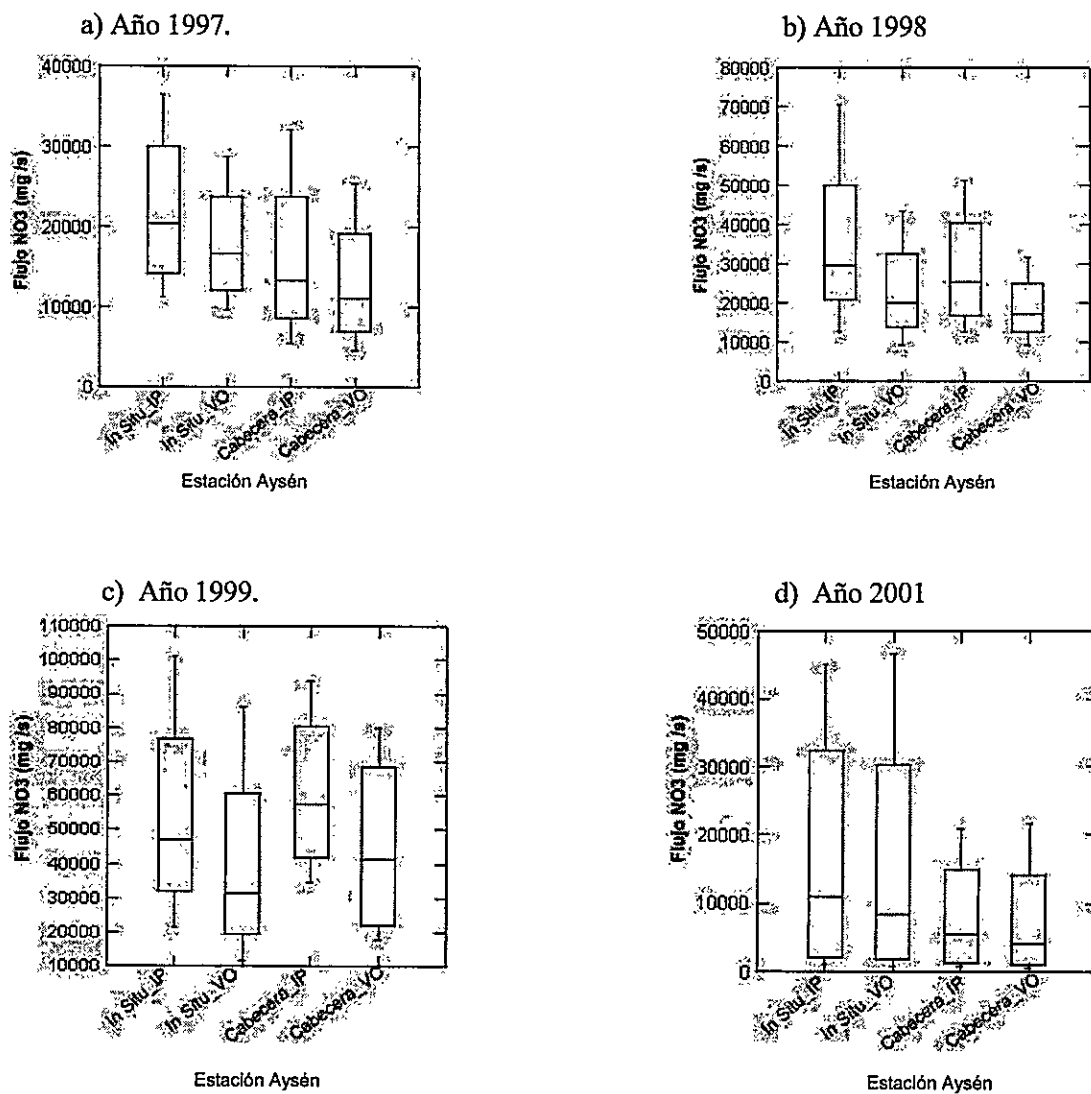 a) Año 1997.
40000
30000
20000
10000
0
Flujo NO3 (mg /s)
In Situ_IP
In Situ_VO
Cabecera_IP
Cabecera_VO
Estación Aysén
b) Año 1998
80000
70000
60000
50000
40000
30000
20000
10000
0
Flujo NO3 (mg /s)
In Situ_IP
In Situ_VO
Cabecera_IP
Cabecera_VO
Estación Aysén
c) Año 1999.
110000
100000
90000
80000
70000
60000
50000
40000
30000
20000
10000
Flujo NO3 (mg /s)
In Situ_IP
In Situ_VO
Cabecera_IP
Cabecera_VO
Estación Aysén
d) Año 2001
50000
40000
30000
20000
10000
0
Flujo NO3 (mg /s)
In Situ_IP
In Situ_VO
Cabecera_IP
Cabecera_VO
Estación Aysén